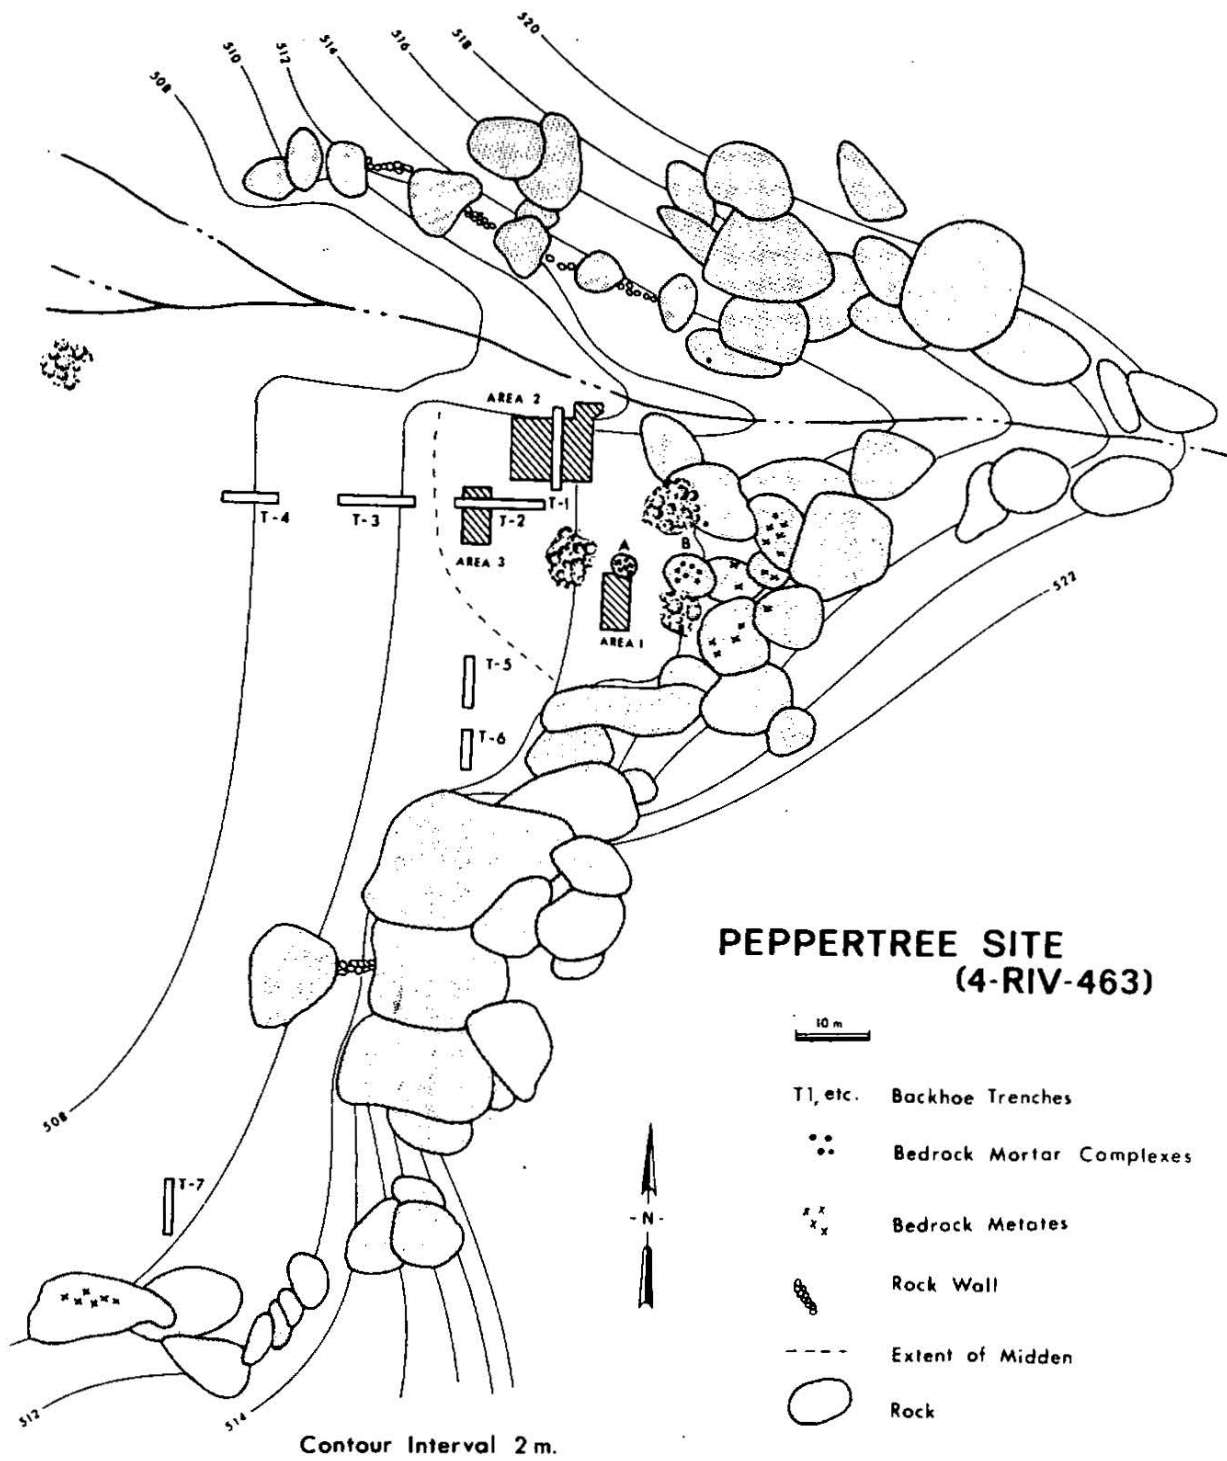 520
518
516
514
512
510
508
AREA 2
T-4
T-3
T-2
T-1
AREA 3
A
B
AREA 1
522
T-5
T-6
PEPPERTREE SITE
(4-RIV-463)
10 m
T1, etc. Backhoe Trenches
Bedrock Mortar Complexes
Bedrock Metates
Rock Wall
Extent of Midden
Rock
- N -
508
T-7
512
514
Contour Interval 2 m.